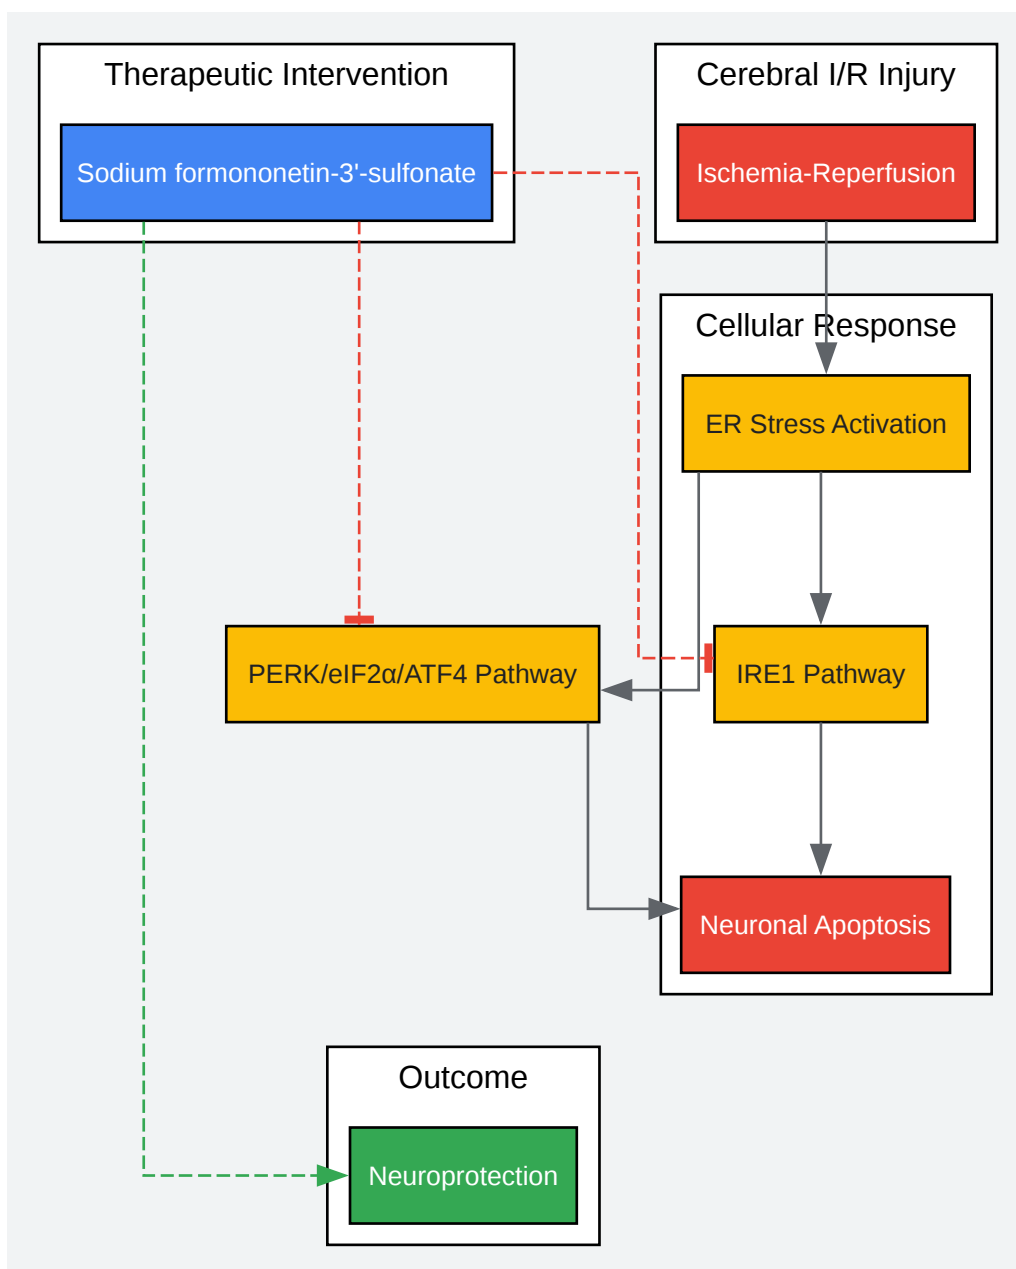 Therapeutic Intervention
Sodium formononetin-3'-sulfonate
Cerebral I/R Injury
Ischemia-Reperfusion
Cellular Response
ER Stress Activation
PERK/eIF2α/ATF4 Pathway
IRE1 Pathway
Neuronal Apoptosis
Outcome
Neuroprotection